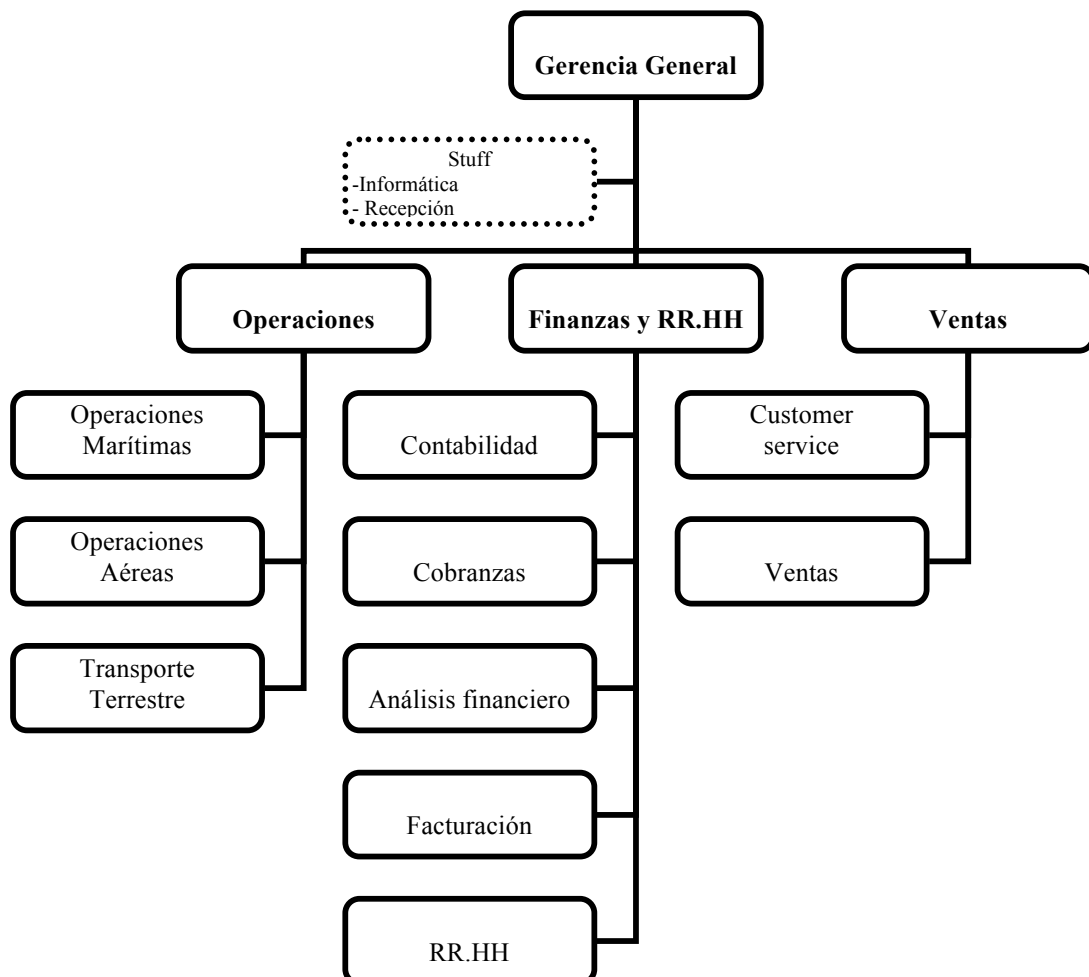 Gerencia General
Stuff
-Informática
- Recepción
Operaciones
Finanzas y RR.HH
Ventas
Operaciones
Marítimas
Contabilidad
Customer
service
Operaciones
Aéreas
Cobranzas
Ventas
Transporte
Terrestre
Análisis financiero
Facturación
RR.HH